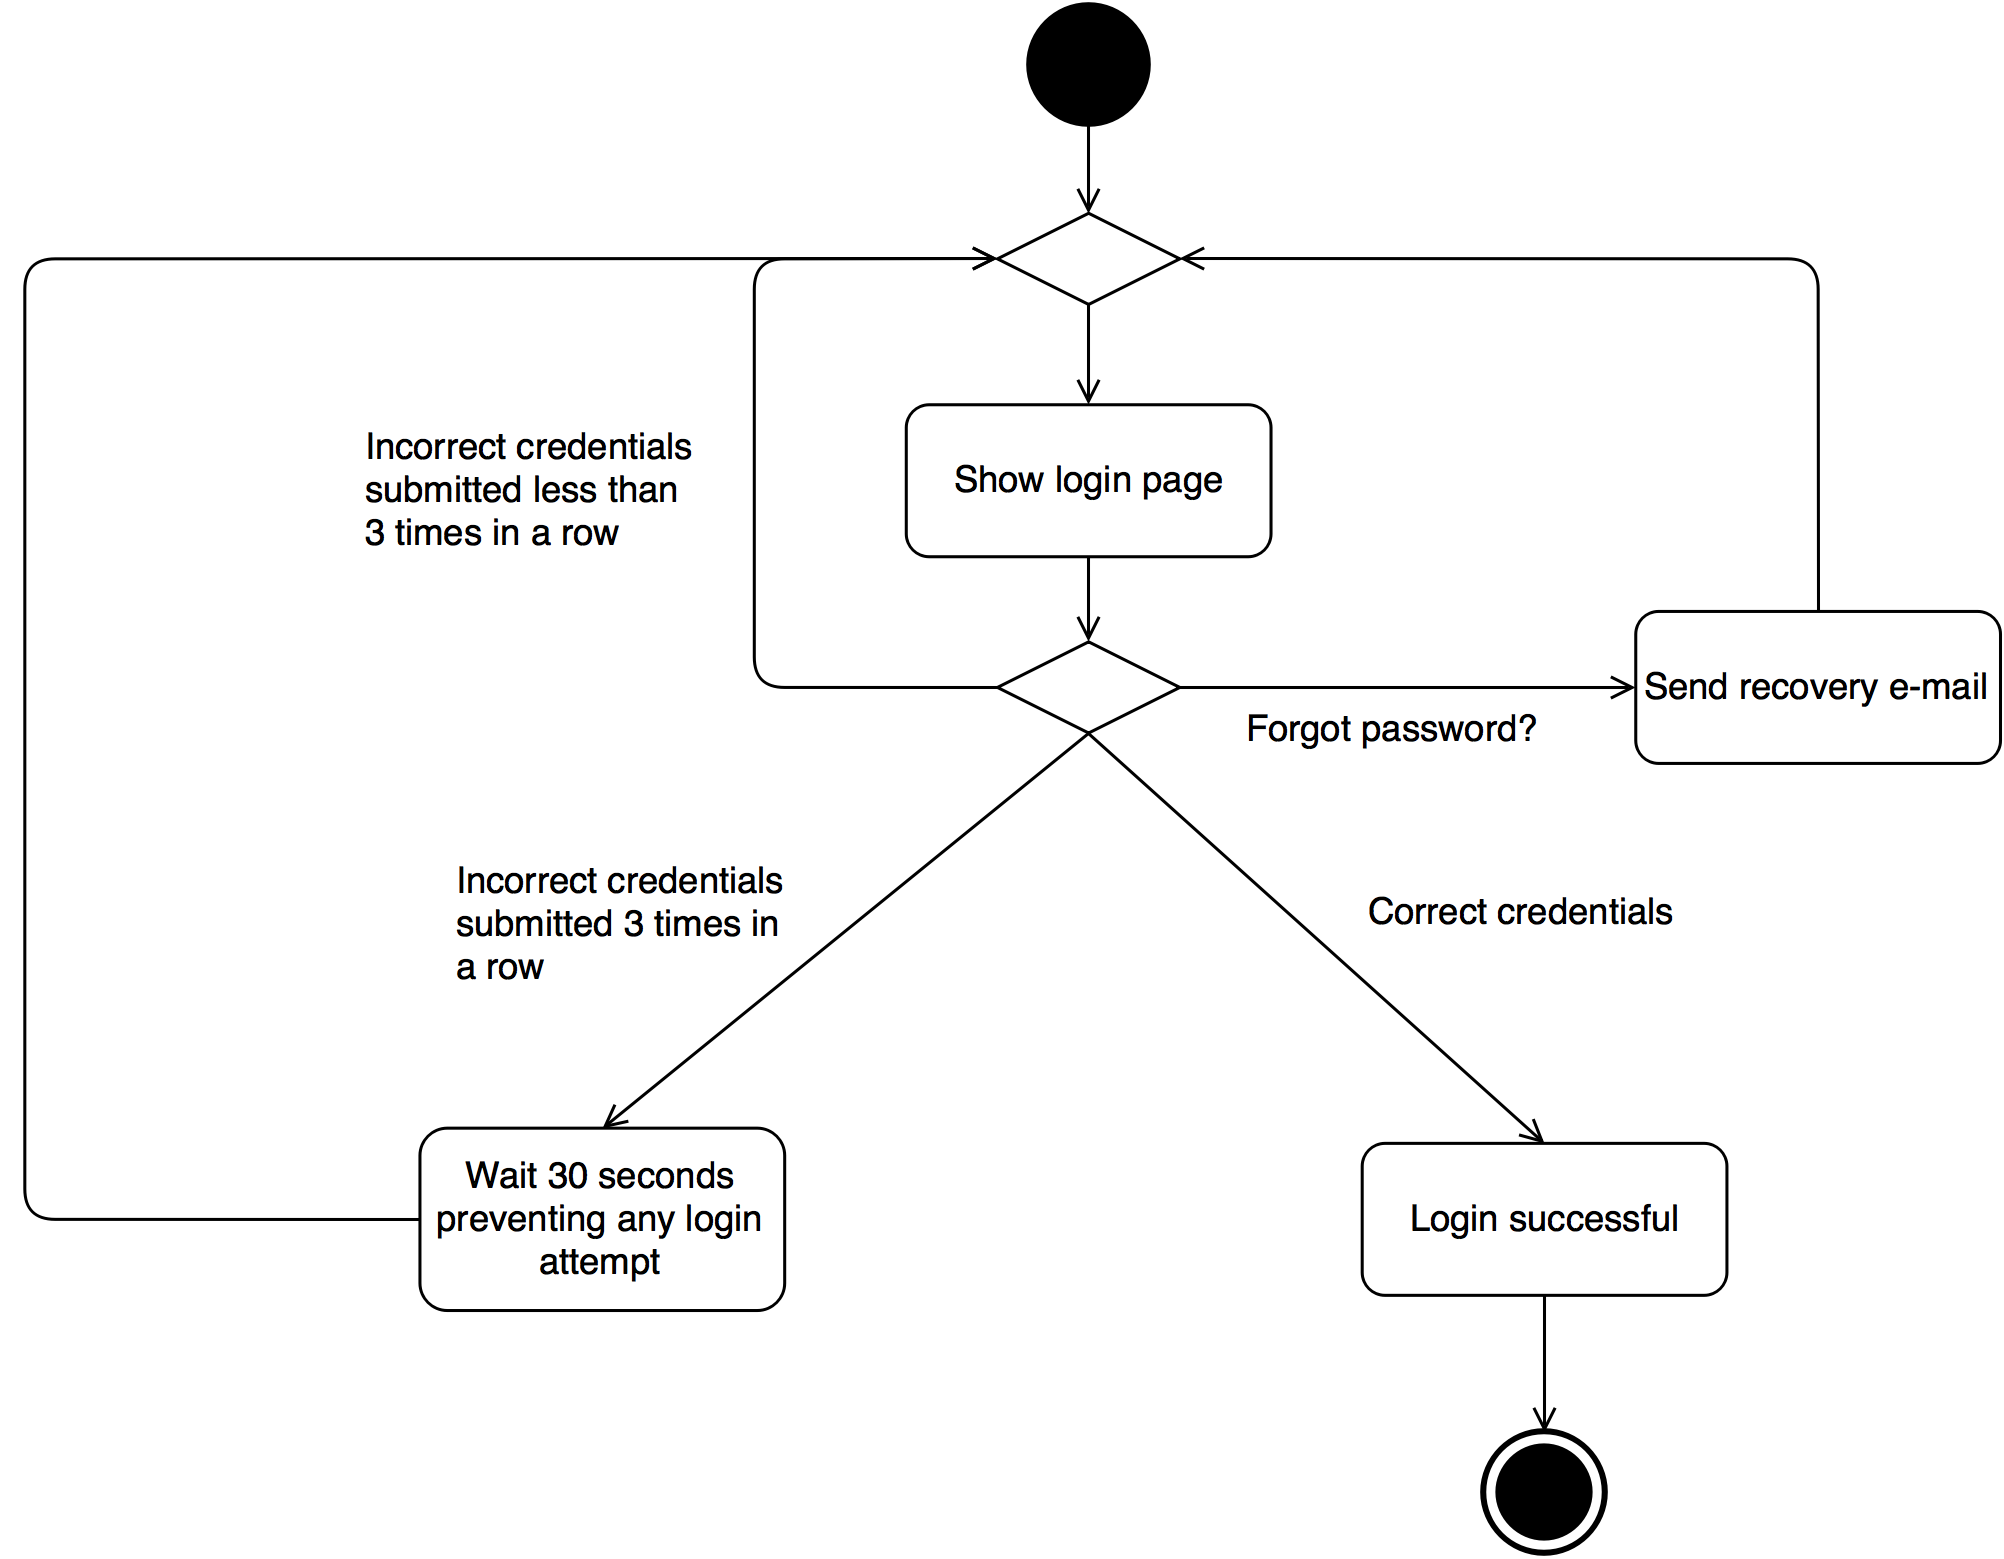 Incorrect credentials
submitted less than
3 times in a row
Show login page
Send recovery e-mail
Forgot password?
Incorrect credentials
submitted 3 times in
a row
Correct credentials
Wait 30 seconds
preventing any login
attempt
Login successful